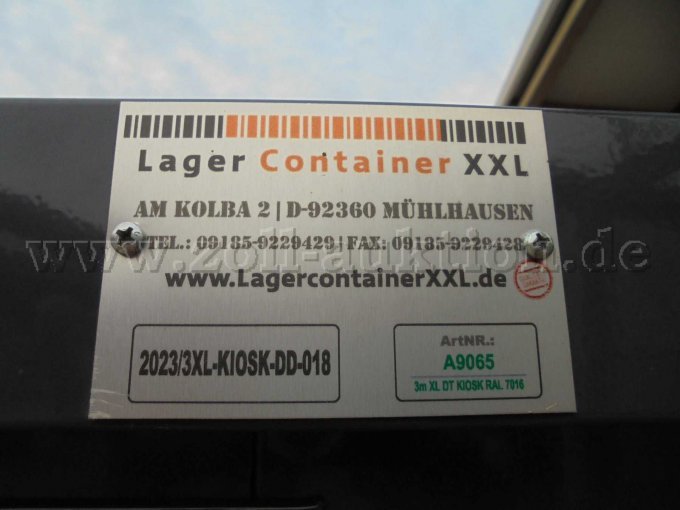 Lager Container XXL
AM KOLBA 2 | D-92360 MÜHLHAUSEN
TEL.: 09185-9229429 | FAX: 09185-9229438
www.zoll-auktion.de
www.LagercontainerXXL.de
2023/3XL-KIOSK-DD-018
ArtNR.:
A9065
3m XL DT KIOSK RAL 7016